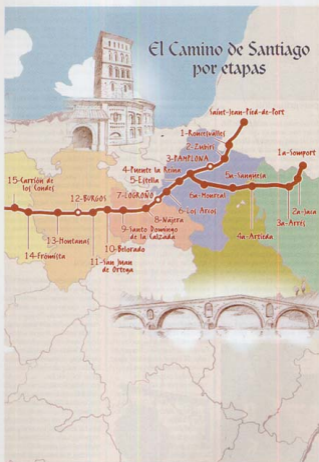 El Camino de Santiago
por etapas
Saint-Jean-Pied-de-Port
1-Roncesvalles
2-Zubiri
3-PAMPLONA
4-Puente la Reina
5-Estella
6-Los Arcos
7-LOGROÑO
8-Nájera
9-Santo Domingo
de la Calzada
10-Belorado
11-San Juan
de Ortega
12-BURGOS
13-Hontanas
14-Frómista
15-Carrión de
los Condes
1a-Somport
2a-Jaca
3a-Arrés
4a-Artieda
5a-Sangüesa
6a-Monreal